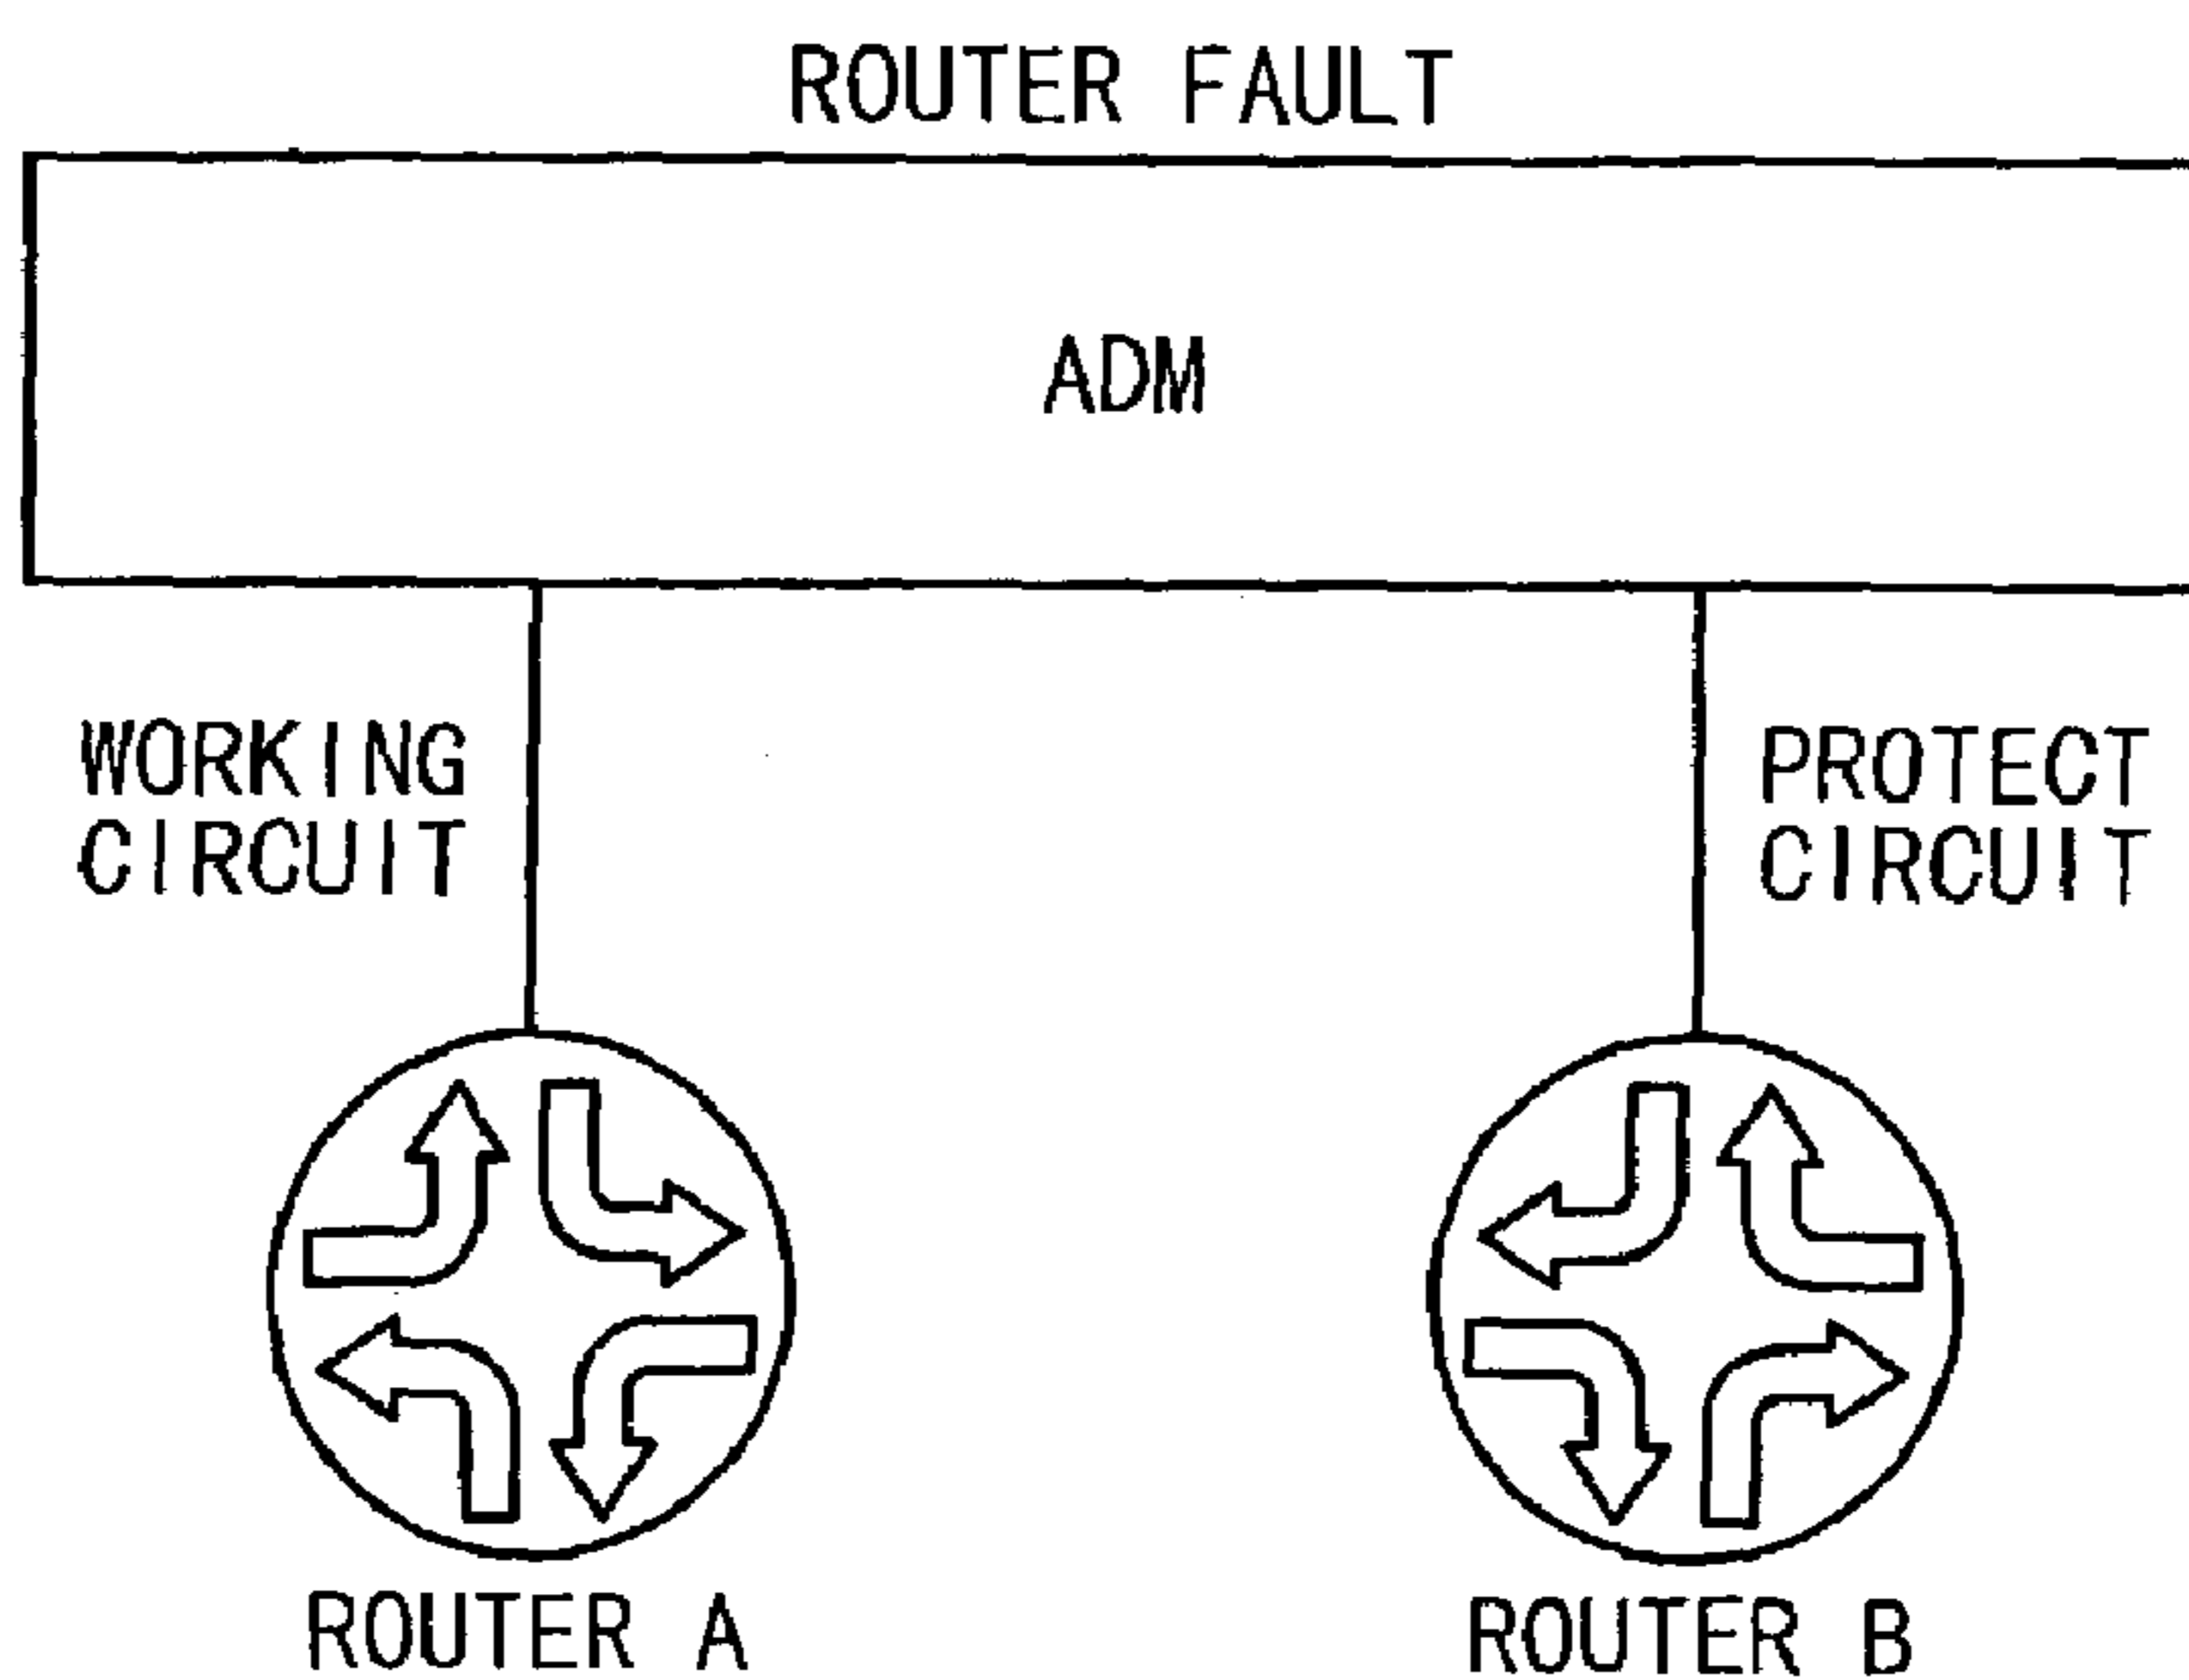 ROUTER FAULT
ADM
WORKING
CIRCUIT
PROTECT
CIRCUIT
ROUTER A
ROUTER B